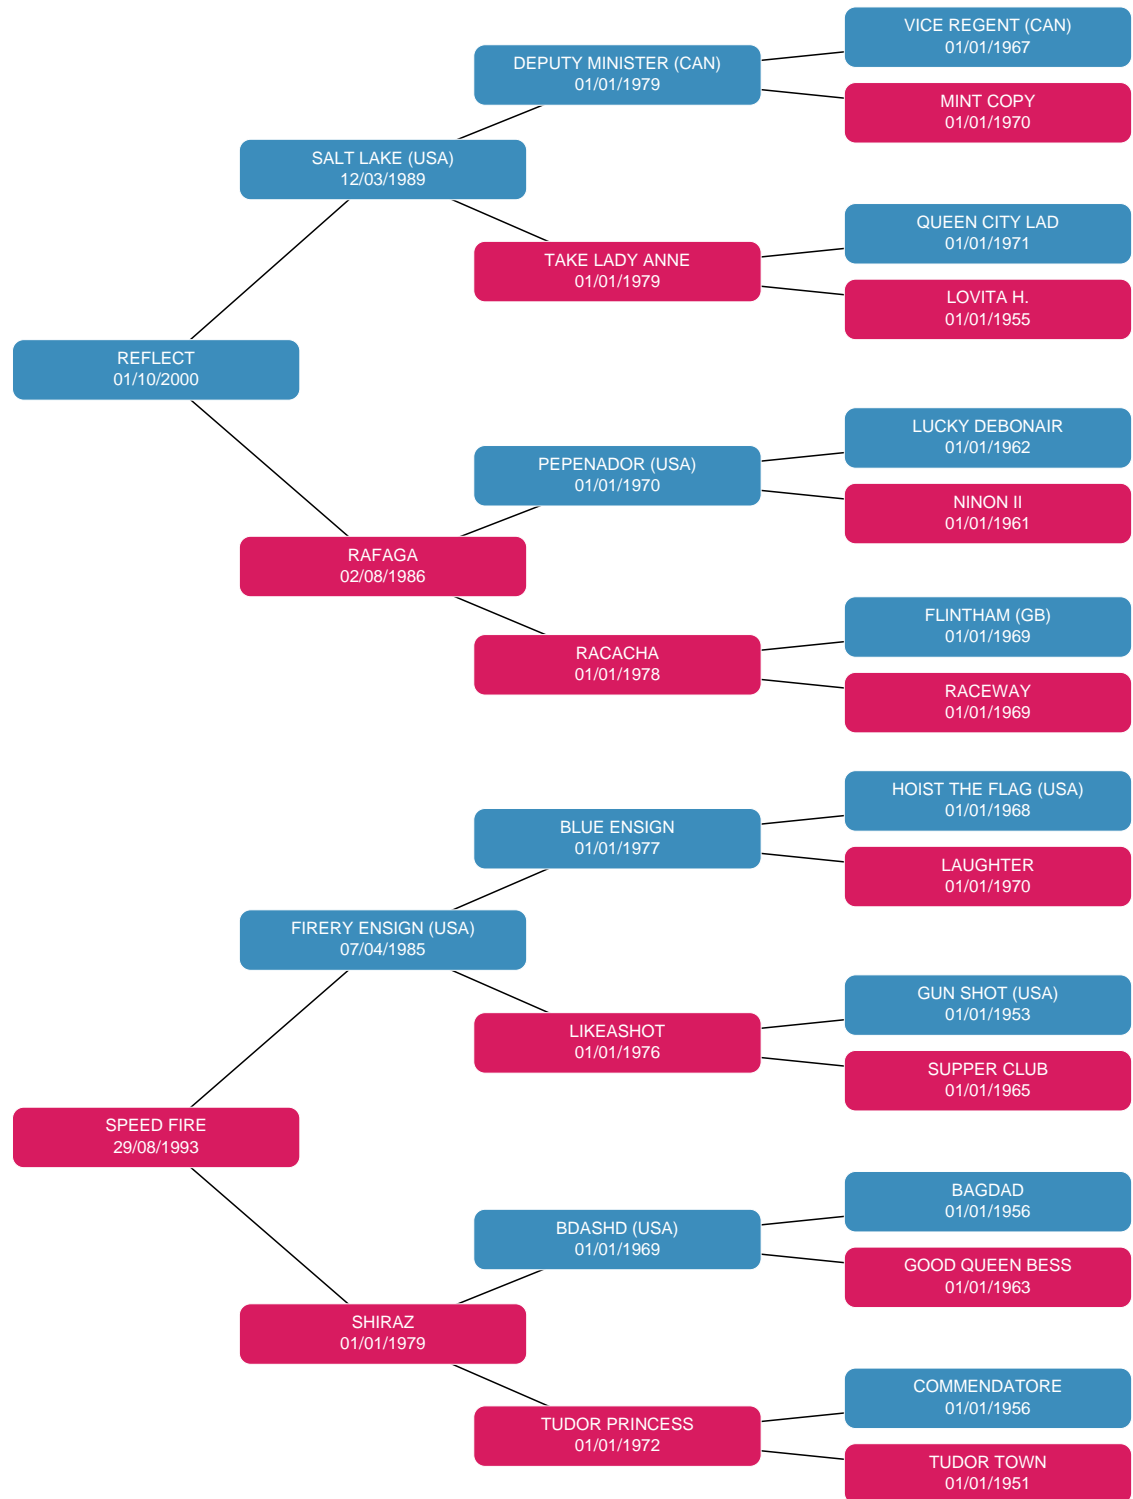 VICE REGENT (CAN)
01/01/1967
DEPUTY MINISTER (CAN)
01/01/1979
MINT COPY
01/01/1970
SALT LAKE (USA)
12/03/1989
QUEEN CITY LAD
01/01/1971
TAKE LADY ANNE
01/01/1979
LOVITA H.
01/01/1955
REFLECT
01/10/2000
LUCKY DEBONAIR
01/01/1962
PEPENADOR (USA)
01/01/1970
NINON II
01/01/1961
RAFAGA
02/08/1986
FLINTHAM (GB)
01/01/1969
RACACHA
01/01/1978
RACEWAY
01/01/1969
HOIST THE FLAG (USA)
01/01/1968
BLUE ENSIGN
01/01/1977
LAUGHTER
01/01/1970
FIRERY ENSIGN (USA)
07/04/1985
GUN SHOT (USA)
01/01/1953
LIKEASHOT
01/01/1976
SUPPER CLUB
01/01/1965
SPEED FIRE
29/08/1993
BAGDAD
01/01/1956
BDASHD (USA)
01/01/1969
GOOD QUEEN BESS
01/01/1963
SHIRAZ
01/01/1979
COMMENDATORE
01/01/1956
TUDOR PRINCESS
01/01/1972
TUDOR TOWN
01/01/1951